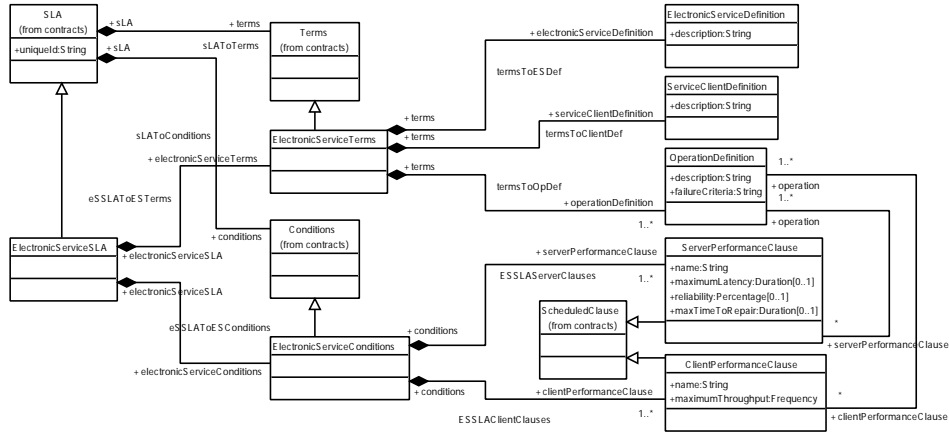 SLA
(from contracts)
+uniqueId:String
+ sLA
+ terms
+ sLA
sLAToTerms
Terms
(from contracts)
ElectronicServiceDefinition
+description:String
+ electronicServiceDefinition
termsToESDef
ServiceClientDefinition
+description:String
+ serviceClientDefinition
termsToClientDef
sLAToConditions
+ terms
+ terms
+ terms
ElectronicServiceTerms
+ electronicServiceTerms
OperationDefinition
+description:String
+failureCriteria:String
1..*
+ operation
1..*
+ operation
termsToOpDef
+ operationDefinition
1..*
eSSLAToESTerms
Conditions
(from contracts)
+ conditions
ElectronicServiceSLA
+ electronicServiceSLA
+ electronicServiceSLA
ServerPerformanceClause
+name:String
+maximumLatency:Duration[0..1]
+reliability:Percentage[0..1]
+maxTimeToRepair:Duration[0..1]
+ serverPerformanceClause
ESSLAServerClauses
1..*
ScheduledClause
(from contracts)
*
+ serverPerformanceClause
eSSLAToESConditions
+ conditions
ElectronicServiceConditions
+ electronicServiceConditions
ClientPerformanceClause
+name:String
+maximumThroughput:Frequency
+ clientPerformanceClause
+ conditions
1..*
ESSLAClientClauses
*
+ clientPerformanceClause